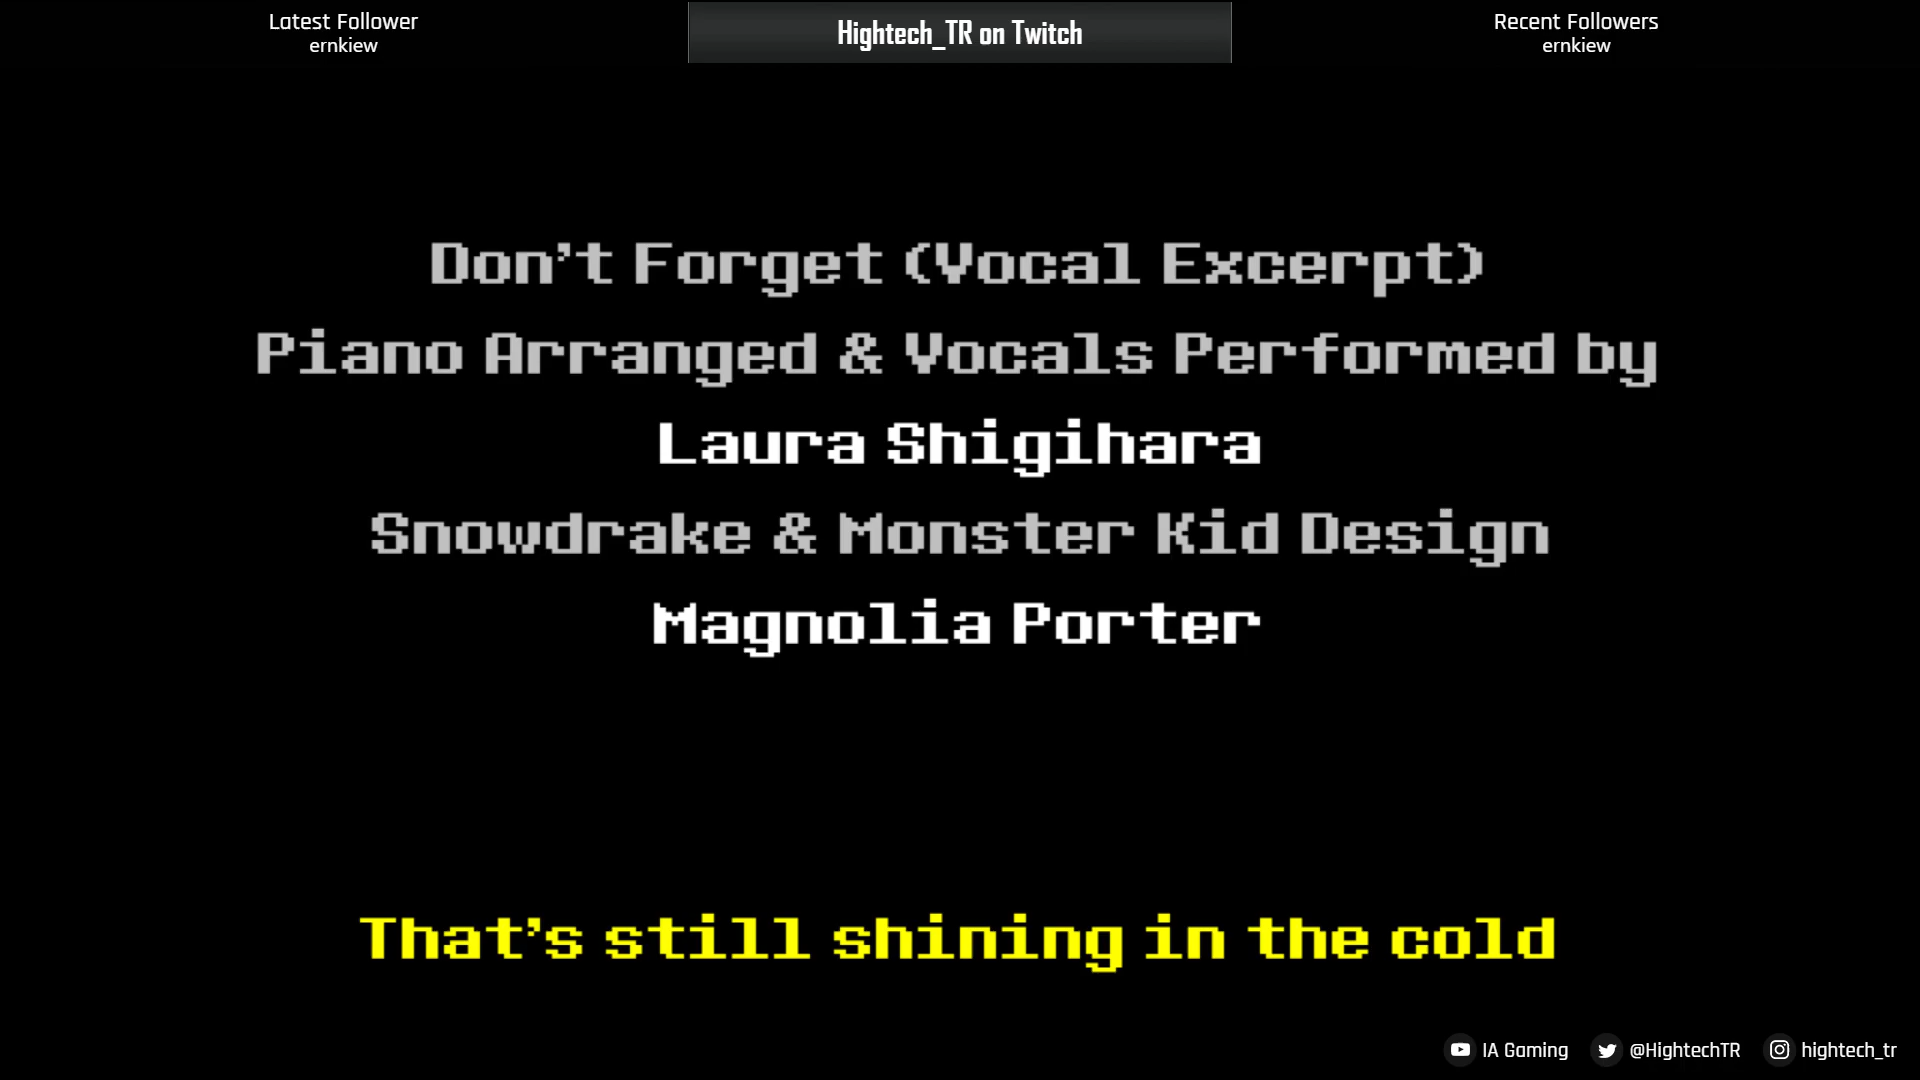 Latest Follower
ernkiew
Hightech_TR on Twitch
Recent Followers
ernkiew
Don't Forget (Vocal Excerpt)
Piano Arranged & Vocals Performed by
Laura Shigihara
Snowdrake & Monster Kid Design
Magnolia Porter
That's still shining in the cold
IA Gaming @HightechTR hightech_tr